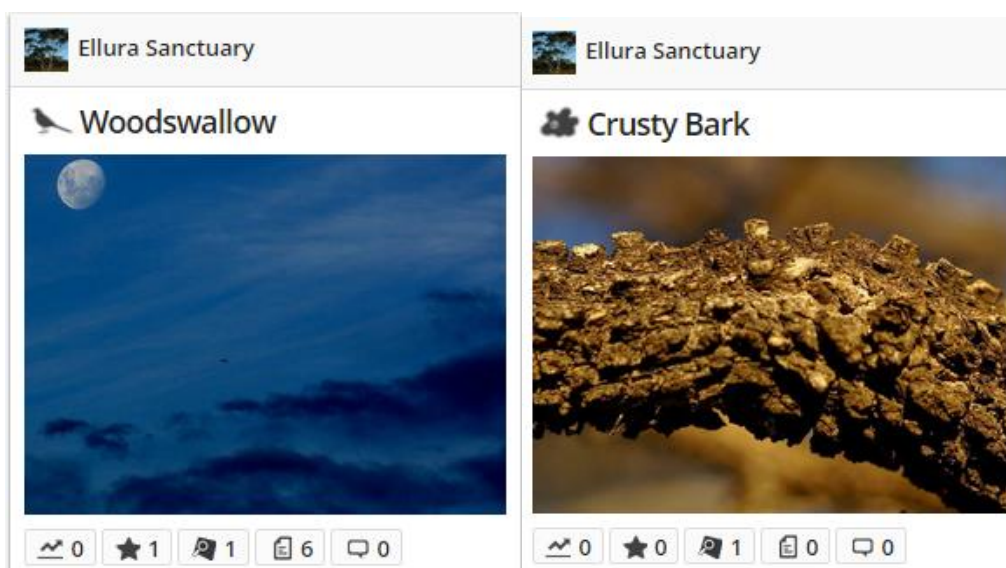 Ellura Sanctuary
Woodswallow
0 1 1 6 0
Ellura Sanctuary
Crusty Bark
0 0 1 0 0